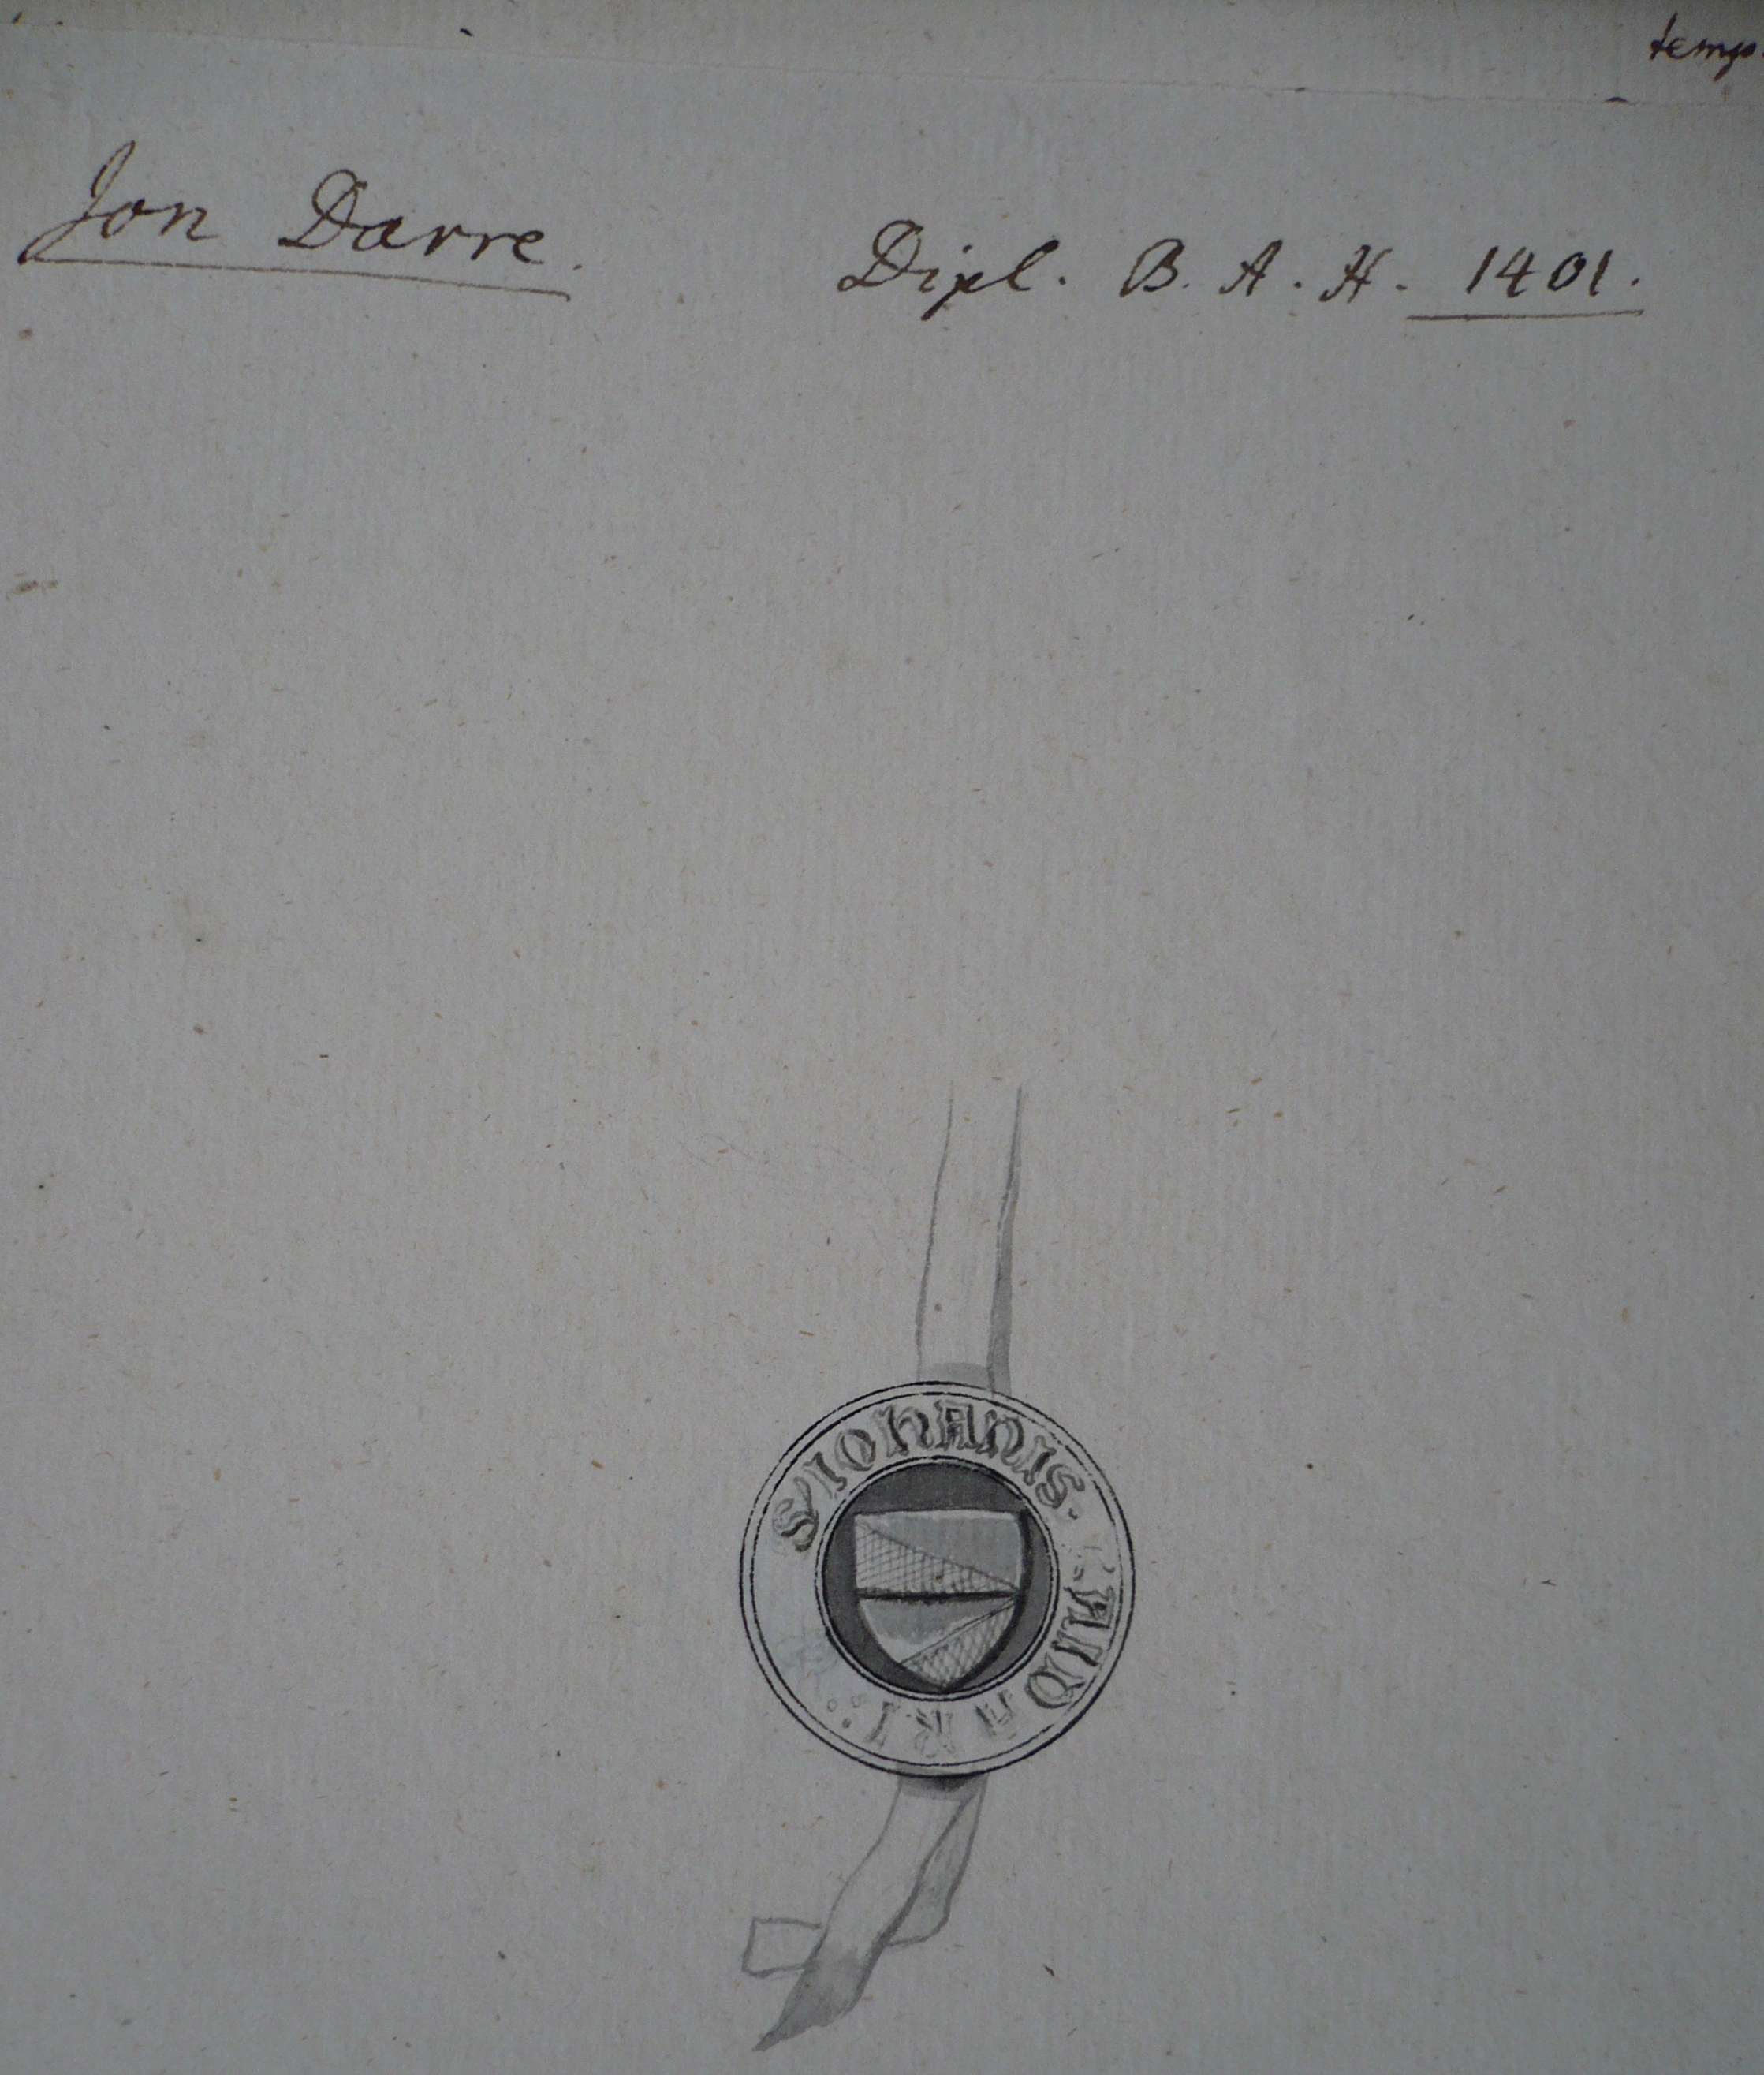 temp.
Jon Darre.
Dipl. B. A. H. 1401.
S IOHANIS.